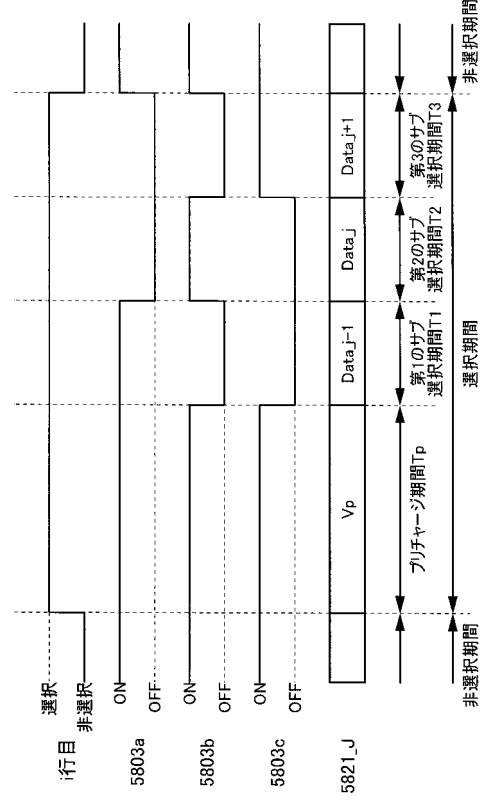 i行目
選択
非選択
5803a
ON
OFF
5803b
ON
OFF
5803c
ON
OFF
5821_J
Vp
Data_j-1
Data_j
Data_j+1
プリチャージ期間Tp
第1のサブ
選択期間T1
第2のサブ
選択期間T2
第3のサブ
選択期間T3
非選択期間
選択期間
非選択期間